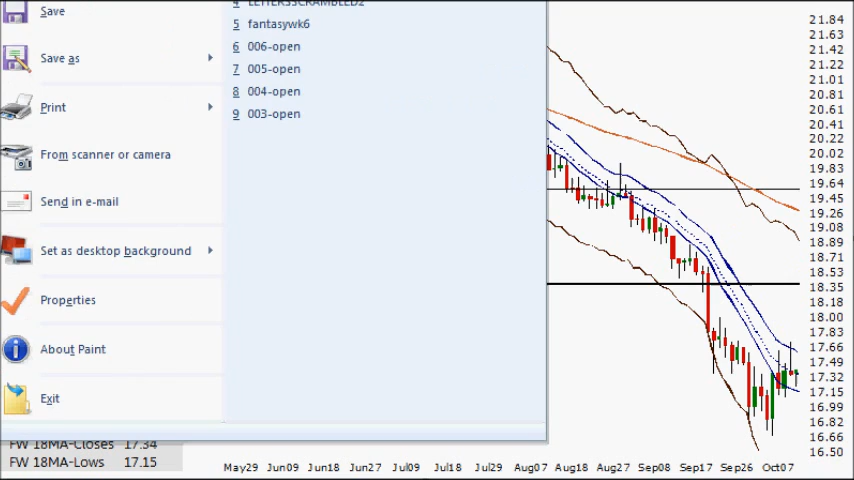 Save
Save as
Print
From scanner or camera
Send in e-mail
Set as desktop background
Properties
About Paint
Exit
4 LETTERSSCRAMBLED2
5 fantasywk6
6 006-open
7 005-open
8 004-open
9 003-open
21.84
21.63
21.42
21.22
21.01
20.81
20.61
20.41
20.22
20.02
19.83
19.64
19.45
19.26
19.08
18.89
18.71
18.53
18.35
18.18
18.00
17.83
17.66
17.49
17.32
17.15
16.99
16.82
16.66
16.50
FW 18MA-Closes 17.34
FW 18MA-Lows 17.15
May29 Jun09 Jun18 Jun27 Jul09 Jul18 Jul29 Aug07 Aug18 Aug27 Sep08 Sep17 Sep26 Oct07